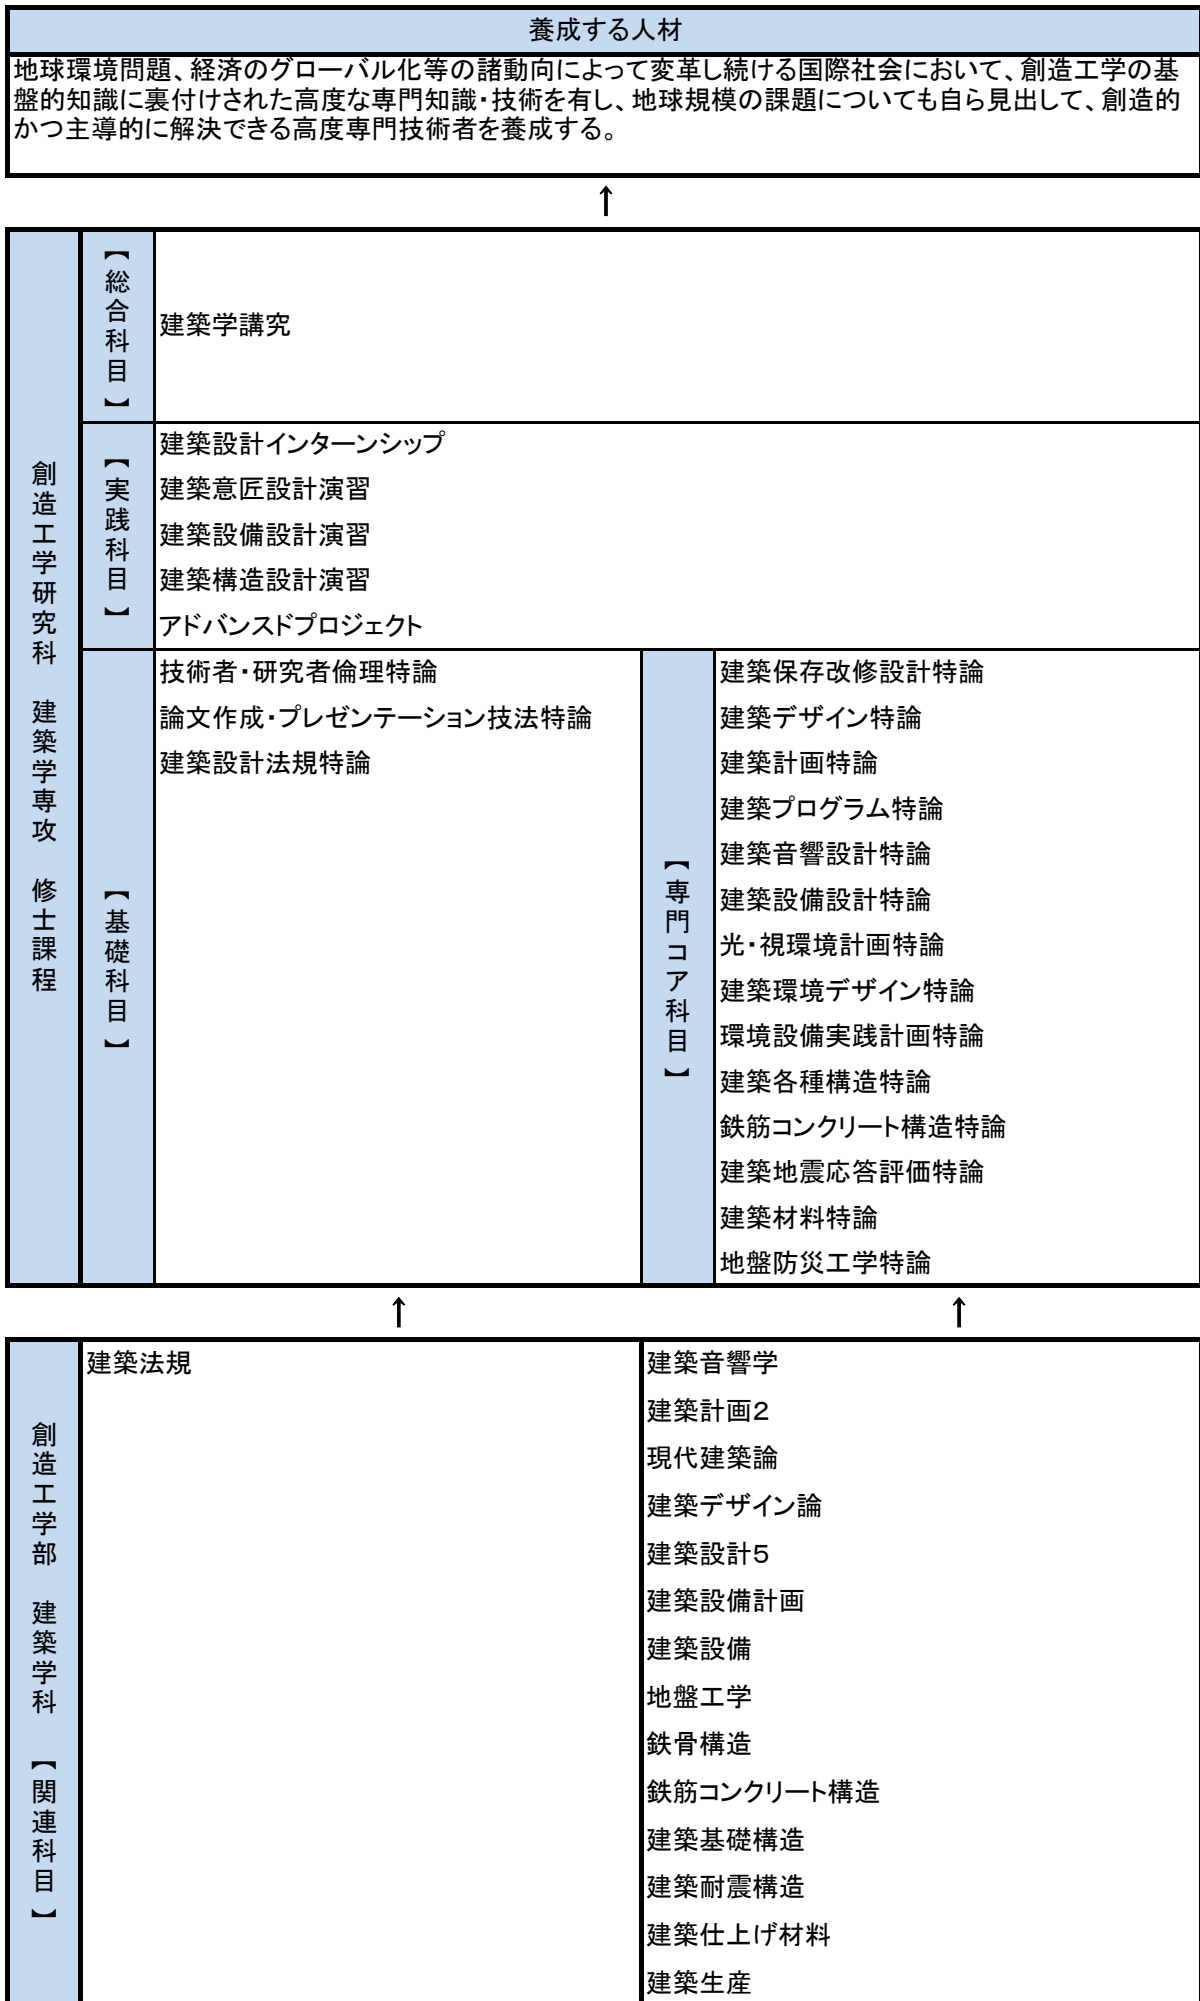 養成する人材
地球環境問題、経済のグローバル化等の諸動向によって変革し続ける国際社会において、創造工学の基
盤的知識に裏付けされた高度な専門知識・技術を有し、地球規模の課題についても自ら見出して、創造的
かつ主導的に解決できる高度専門技術者を養成する。
↑
創造工学研究科　建築学専攻　修士課程
【総合科目】
建築学講究
【実践科目】
建築設計インターンシップ
建築意匠設計演習
建築設備設計演習
建築構造設計演習
アドバンスドプロジェクト
【基礎科目】
技術者・研究者倫理特論
論文作成・プレゼンテーション技法特論
建築設計法規特論
【専門コア科目】
建築保存改修設計特論
建築デザイン特論
建築計画特論
建築プログラム特論
建築音響設計特論
建築設備設計特論
光・視環境計画特論
建築環境デザイン特論
環境設備実践計画特論
建築各種構造特論
鉄筋コンクリート構造特論
建築地震応答評価特論
建築材料特論
地盤防災工学特論
↑
↑
創造工学部　建築学科　【関連科目】
建築法規
建築音響学
建築計画２
現代建築論
建築デザイン論
建築設計５
建築設備計画
建築設備
地盤工学
鉄骨構造
鉄筋コンクリート構造
建築基礎構造
建築耐震構造
建築仕上げ材料
建築生産